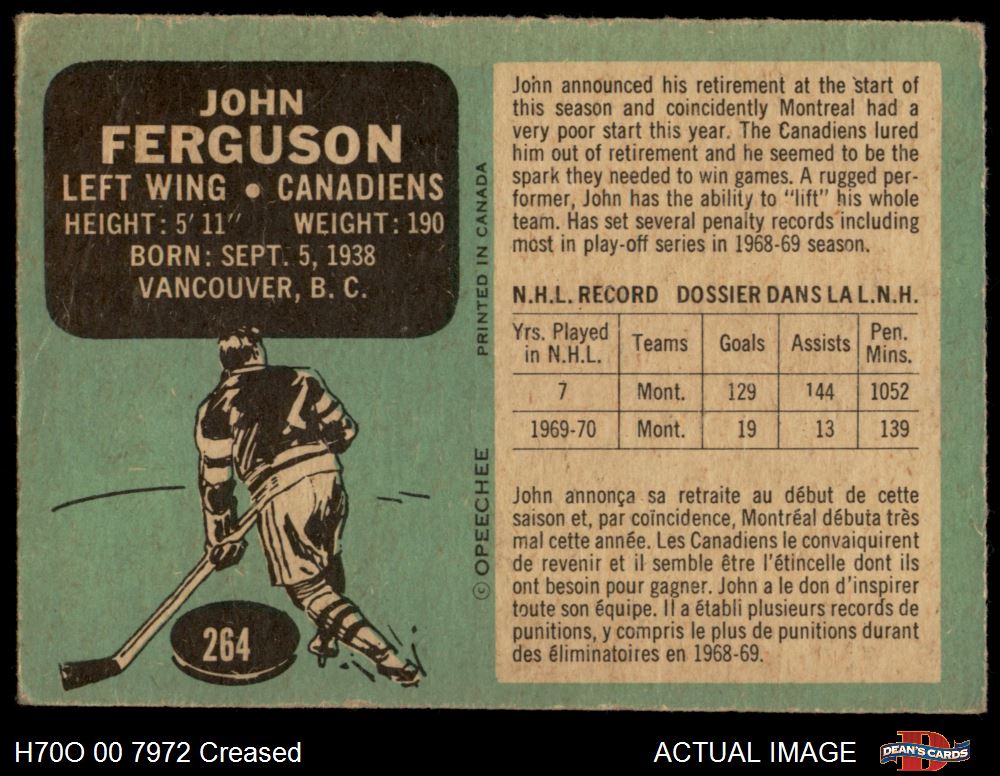 JOHN
FERGUSON
LEFT WING • CANADIENS
HEIGHT: 5' 11" WEIGHT: 190
BORN: SEPT. 5, 1938
VANCOUVER, B. C.
264
PRINTED IN CANADA
© OPEECHEE
John announced his retirement at the start of
this season and coincidently Montreal had a
very poor start this year. The Canadiens lured
him out of retirement and he seemed to be the
spark they needed to win games. A rugged per-
former, John has the ability to "lift" his whole
team. Has set several penalty records including
most in play-off series in 1968-69 season.
N.H.L. RECORD DOSSIER DANS LA L.N.H.
Yrs. Played in N.H.L. Teams Goals Assists Pen. Mins.
7 Mont. 129 144 1052
1969-70 Mont. 19 13 139
John annonça sa retraite au début de cette
saison et, par coïncidence, Montréal débuta très
mal cette année. Les Canadiens le convaiquirent
de revenir et il semble être l'étincelle dont ils
ont besoin pour gagner. John a le don d'inspirer
toute son équipe. Il a établi plusieurs records de
punitions, y compris le plus de punitions durant
des éliminatoires en 1968-69.
H70O 00 7972 Creased
ACTUAL IMAGE
D
DEAN'S CARDS